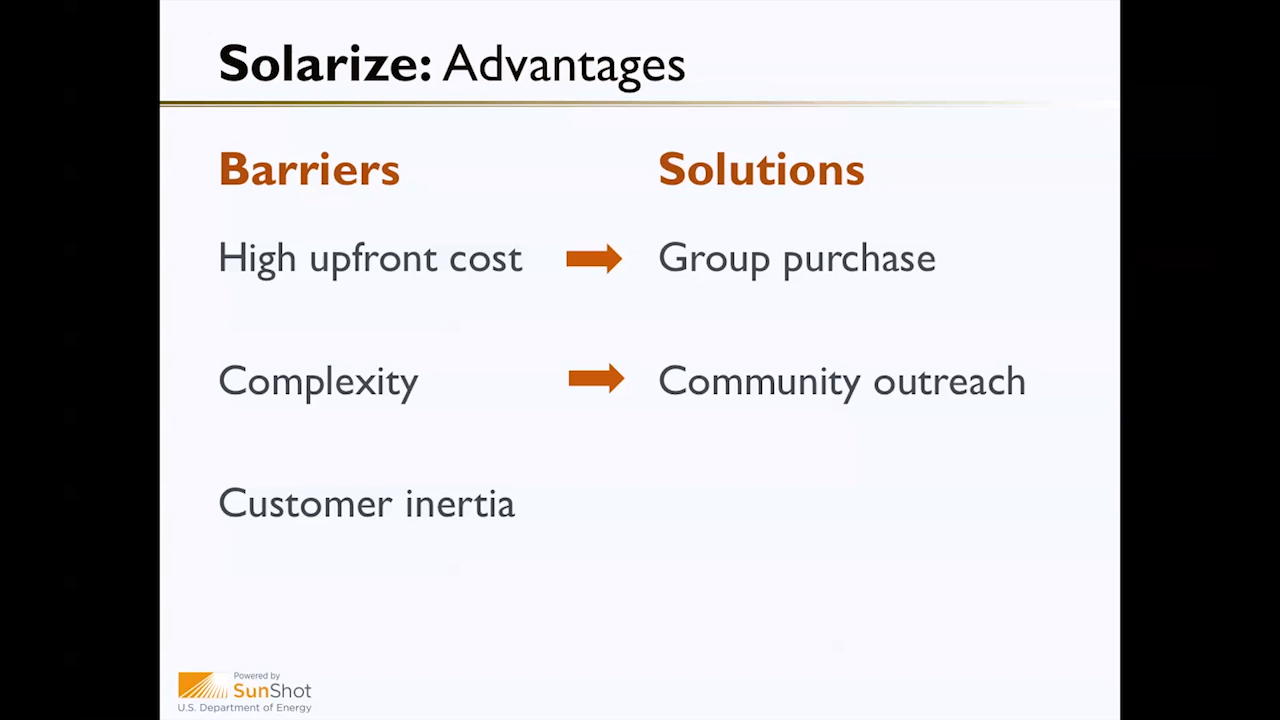 Solarize: Advantages
Barriers Solutions
High upfront cost Group purchase
Complexity Community outreach
Customer inertia
Powered by
SunShot
U.S. Department of Energy